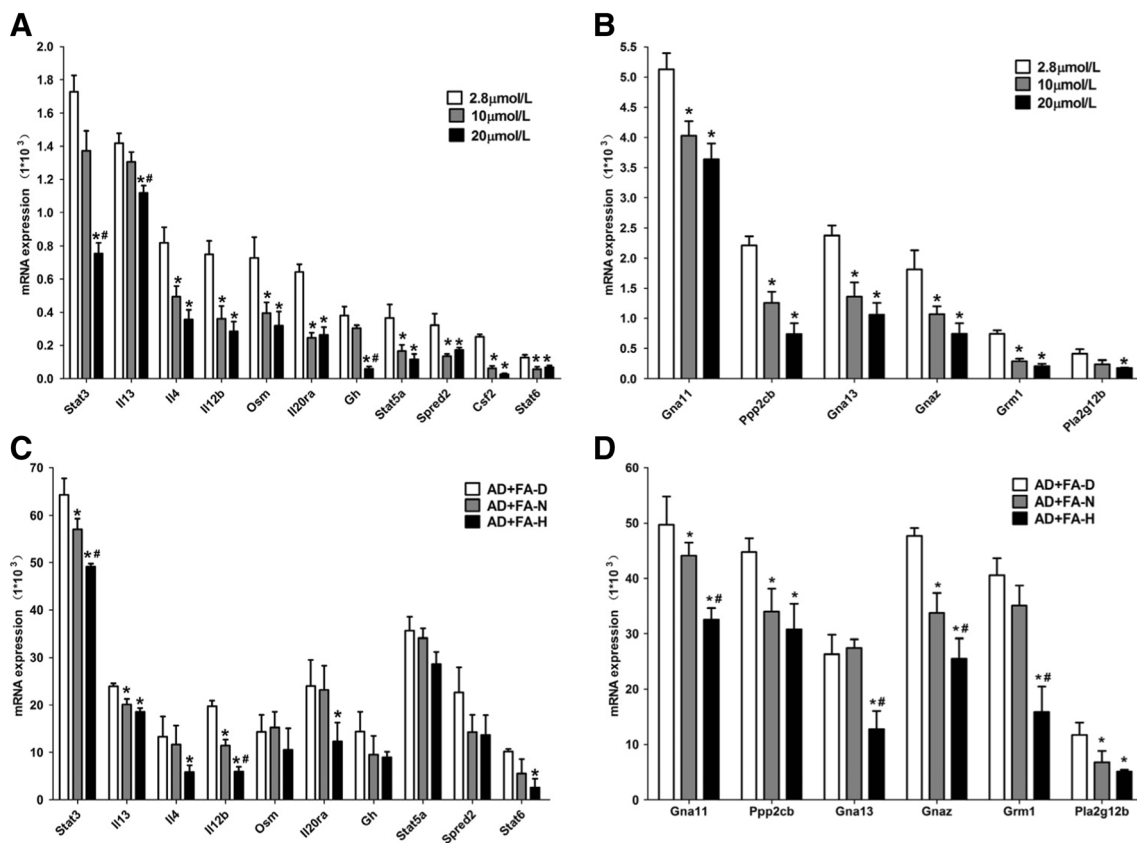 A
mRNA expression (1*10^3)
2.0
1.8
1.6
1.4
1.2
1.0
0.8
0.6
0.4
0.2
0.0
2.8μmol/L
10μmol/L
20μmol/L
*# *# * * * * * * * * *# * * * * * * * *
Stat3 Il13 Il4 Il12b Osm Il20ra Gh Stat5a Spred2 Csf2 Stat6
B
mRNA expression (1*10^3)
5.5
5.0
4.5
4.0
3.5
3.0
2.5
2.0
1.5
1.0
0.5
0.0
2.8μmol/L
10μmol/L
20μmol/L
* * * * * * * * * * *
Gna11 Ppp2cb Gna13 Gnaz Grm1 Pla2g12b
C
mRNA expression (1*10^3)
70
60
50
40
30
20
10
0
AD+FA-D
AD+FA-N
AD+FA-H
* *# * * * * *# * *
Stat3 Il13 Il4 Il12b Osm Il20ra Gh Stat5a Spred2 Stat6
D
mRNA expression (1*10^3)
60
50
40
30
20
10
0
AD+FA-D
AD+FA-N
AD+FA-H
* *# * * *# * *# *# * *
Gna11 Ppp2cb Gna13 Gnaz Grm1 Pla2g12b